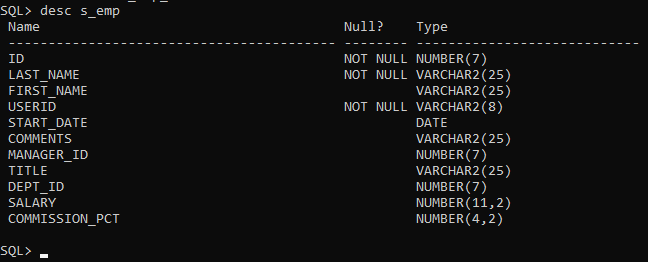 SQL> desc s_emp
Name Null? Type
----------------------------------------- -------- ----------------------------
ID NOT NULL NUMBER(7)
LAST_NAME NOT NULL VARCHAR2(25)
FIRST_NAME VARCHAR2(25)
USERID NOT NULL VARCHAR2(8)
START_DATE DATE
COMMENTS VARCHAR2(25)
MANAGER_ID NUMBER(7)
TITLE VARCHAR2(25)
DEPT_ID NUMBER(7)
SALARY NUMBER(11,2)
COMMISSION_PCT NUMBER(4,2)
SQL>